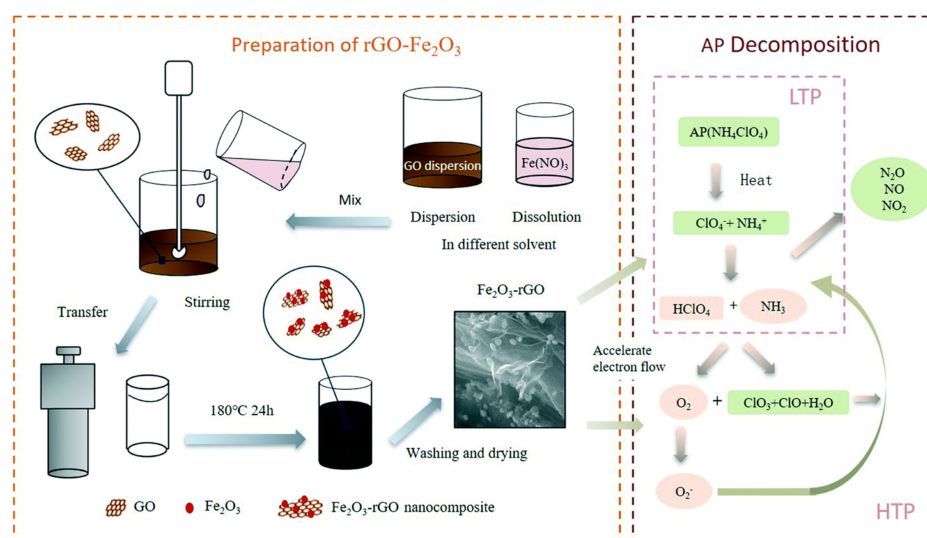 Preparation of rGO-Fe₂O₃
GO dispersion
Fe(NO)₃
Mix
Dispersion
Dissolution
In different solvent
Transfer
Stirring
Fe₂O₃-rGO
180℃ 24h
Washing and drying
GO
Fe₂O₃
Fe₂O₃-rGO nanocomposite
Accelerate
electron flow
AP Decomposition
LTP
AP(NH₄ClO₄)
Heat
N₂O
NO
NO₂
ClO₄⁻+ NH₄⁺
HClO₄ + NH₃
O₂ + ClO₃+ClO+H₂O
O₂⁻
HTP